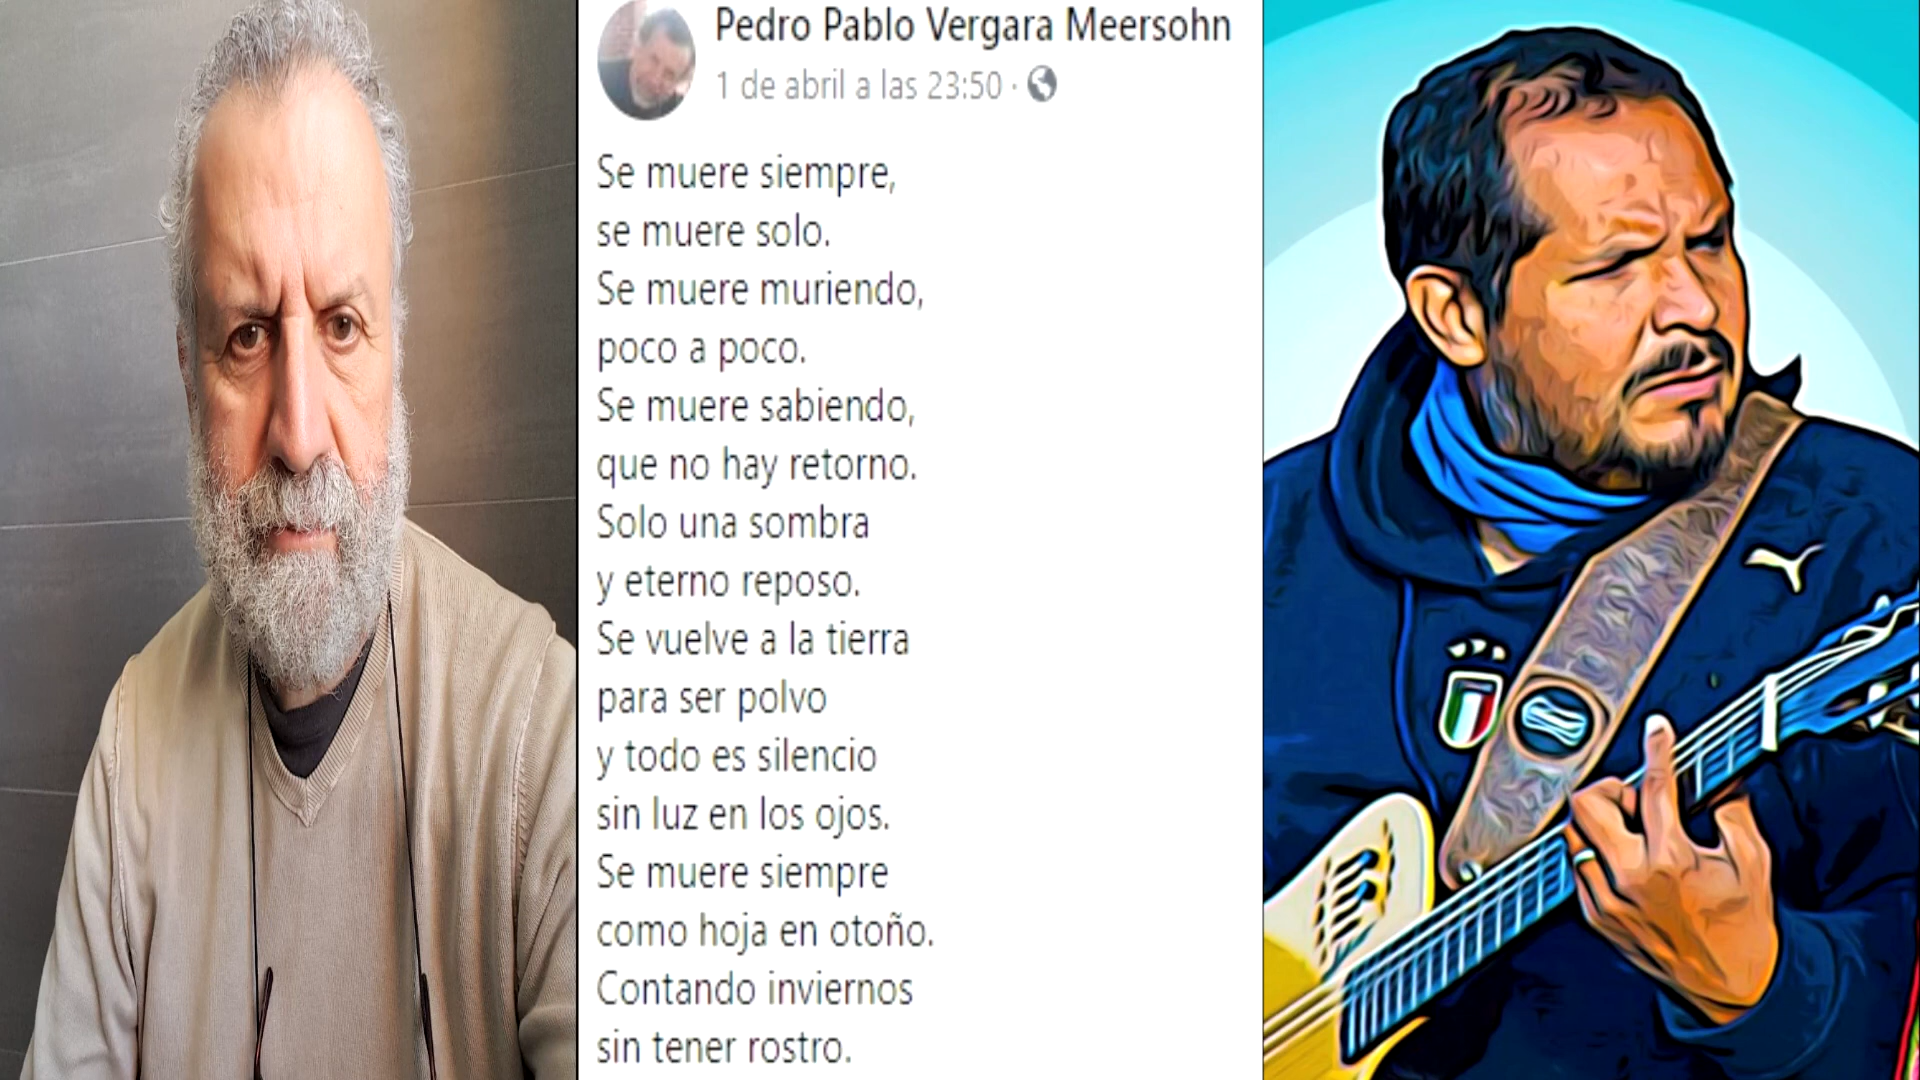 Pedro Pablo Vergara Meersohn
1 de abril a las 23:50 ·
Se muere siempre,
se muere solo.
Se muere muriendo,
poco a poco.
Se muere sabiendo,
que no hay retorno.
Solo una sombra
y eterno reposo.
Se vuelve a la tierra
para ser polvo
y todo es silencio
sin luz en los ojos.
Se muere siempre
como hoja en otoño.
Contando inviernos
sin tener rostro.